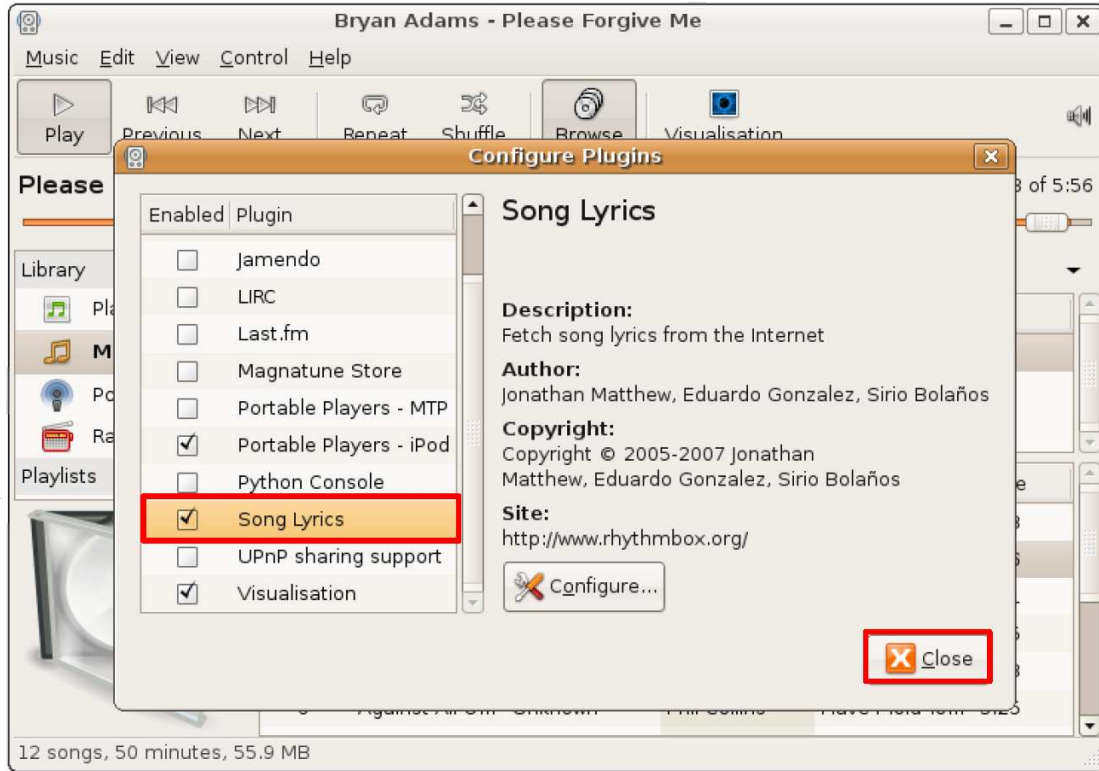 Bryan Adams - Please Forgive Me
Music Edit View Control Help
Play Previous Next Repeat Shuffle Browse Visualisation
Configure Plugins
Please
of 5:56
Enabled Plugin
Song Lyrics
Library
Jamendo
LIRC
Last.fm
Magnatune Store
Portable Players - MTP
Portable Players - iPod
Python Console
Song Lyrics
UPnP sharing support
Visualisation
Description:
Fetch song lyrics from the Internet
Author:
Jonathan Matthew, Eduardo Gonzalez, Sirio Bolaños
Copyright:
Copyright © 2005-2007 Jonathan
Matthew, Eduardo Gonzalez, Sirio Bolaños
Site:
http://www.rhythmbox.org/
Configure...
Playlists
Close
12 songs, 50 minutes, 55.9 MB